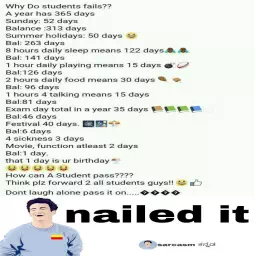 Why Do students fails??
A year has 365 days
Sunday: 52 days
Balance :313 days
Summer holidays: 50 days 😂
Bal: 263 days
8 hours daily sleep means 122 days
Bal: 141 days
1 hour daily playing means 15 days
Bal:126 days
2 hours daily food means 30 days
Bal: 96 days
1 hours 4 talking means 15 days
Bal:81 days
Exam day total in a year 35 days
Bal:46 days
Festival 40 days.
Bal:6 days
4 sickness 3 days
Movie, function atleast 2 days
Bal:1 day,
that 1 day is ur birthday
How can A Student pass????
Think plz forward 2 all students guys!!
Dont laugh alone pass it on.....����
nailed it
sarcasm ಕನ್ನಡ